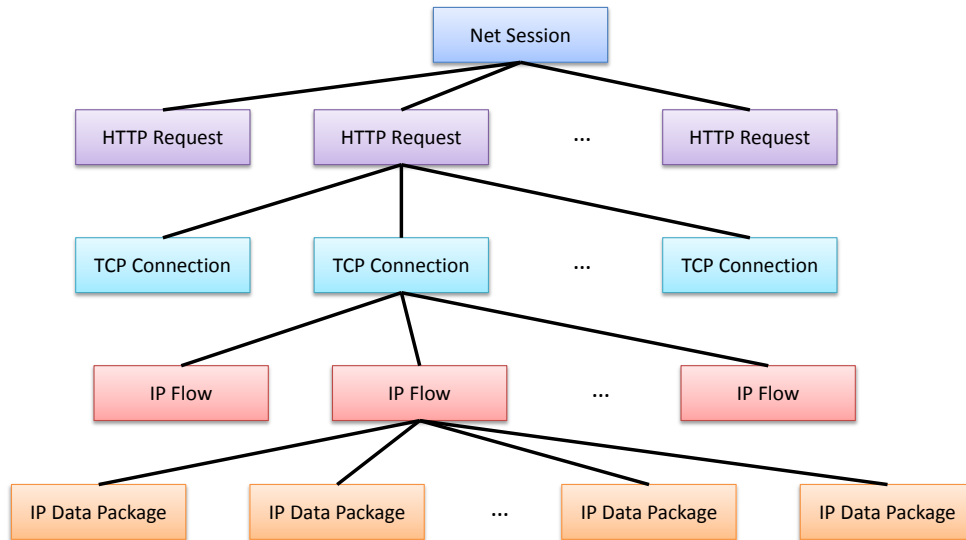 Net Session
HTTP Request
HTTP Request
...
HTTP Request
TCP Connection
TCP Connection
...
TCP Connection
IP Flow
IP Flow
...
IP Flow
IP Data Package
IP Data Package
...
IP Data Package
IP Data Package